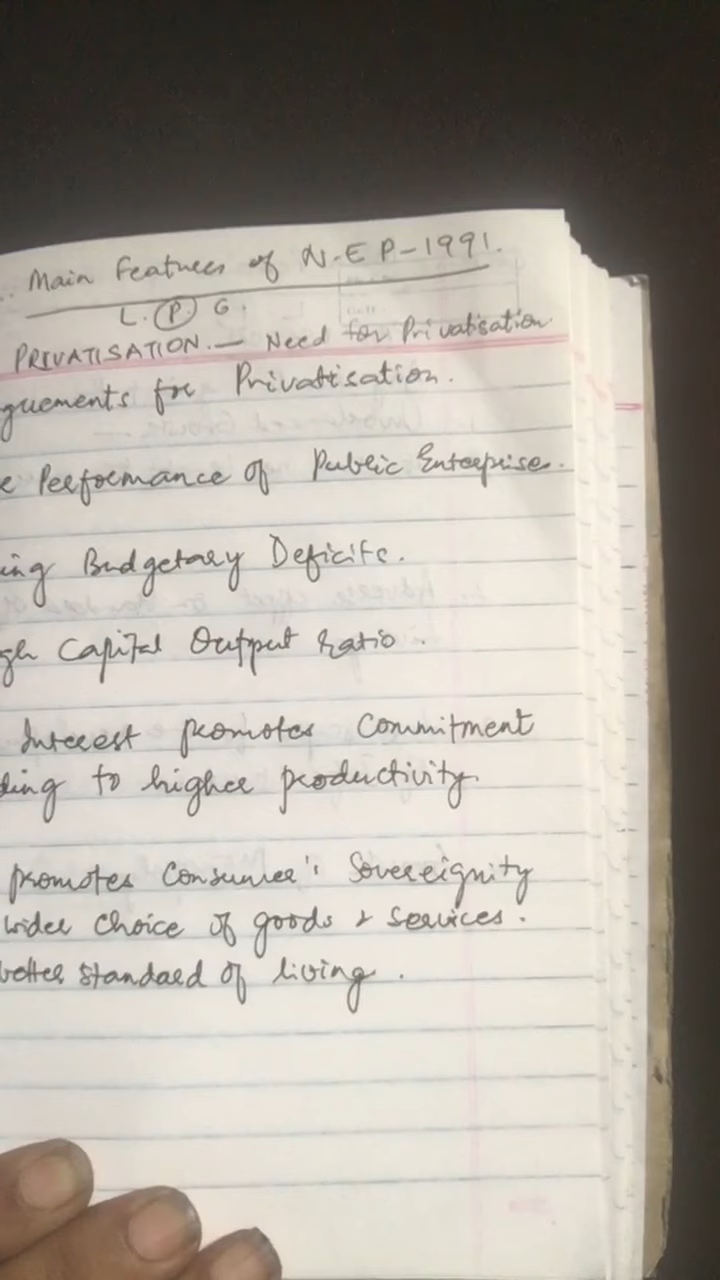 Main Features of N.E P-1991.
L. P G.
PRIVATISATION. — Need for Privatisation
guements for Privatisation.
e Performance of Public Enterprise.
ing Budgetary Deficits.
gh Capital Output Ratio.
Interest promotes Commitment
ding to higher productivity.
promotes Consumer's Sovereignity
wider choice of goods & Services.
better Standard of living.